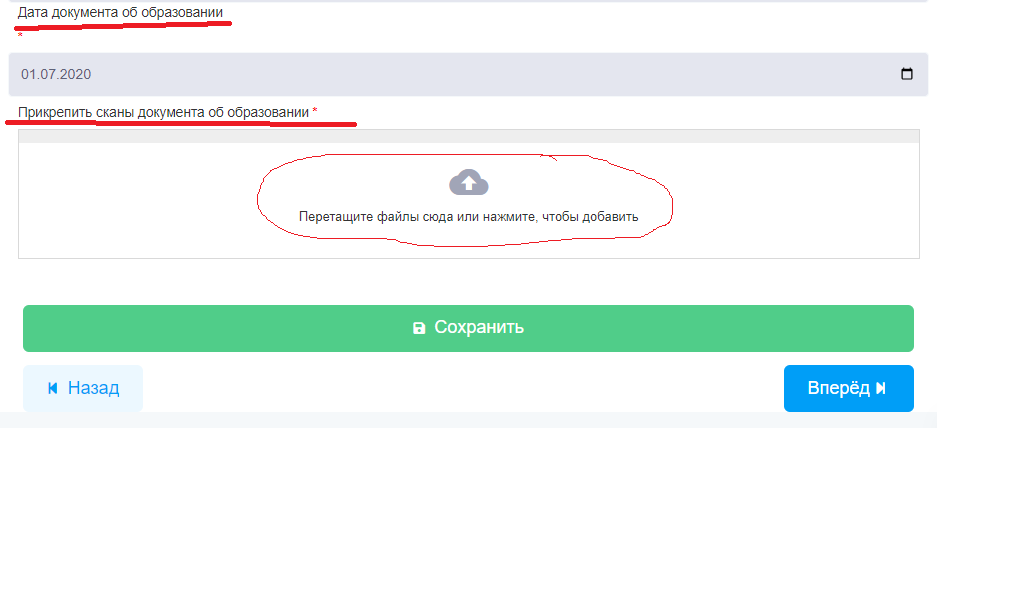 Дата документа об образовании
*
01.07.2020
Прикрепить сканы документа об образовании *
Перетащите файлы сюда или нажмите, чтобы добавить
Сохранить
Назад
Вперёд